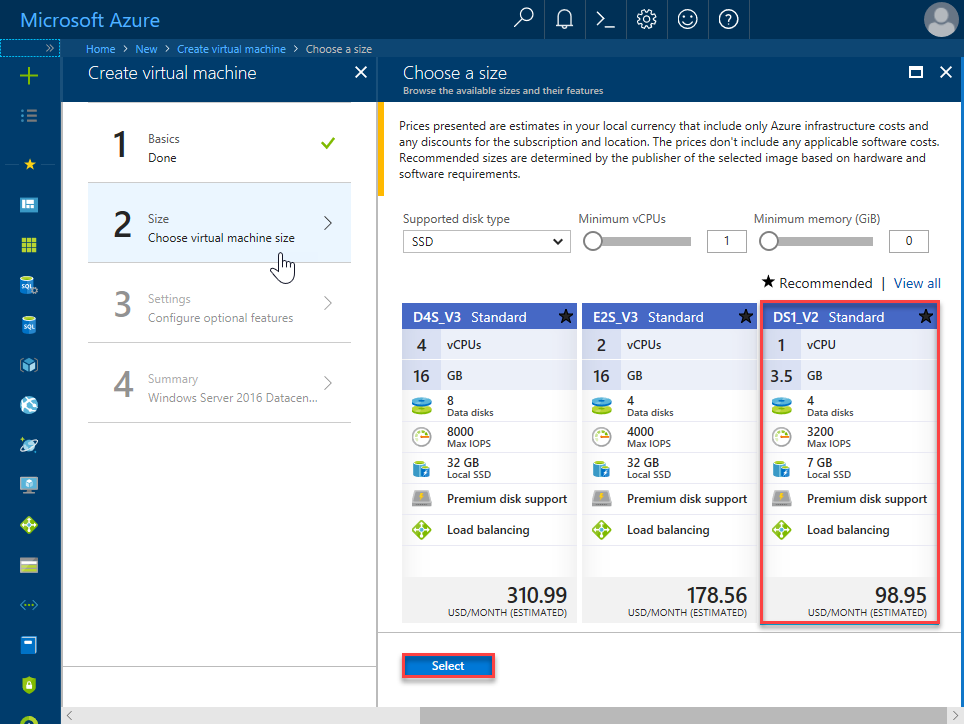 Microsoft Azure
Home > New > Create virtual machine > Choose a size
Create virtual machine
1
Basics
Done
2
Size
Choose virtual machine size
3
Settings
Configure optional features
4
Summary
Windows Server 2016 Datacen...
Choose a size
Browse the available sizes and their features
Prices presented are estimates in your local currency that include only Azure infrastructure costs and
any discounts for the subscription and location. The prices don't include any applicable software costs.
Recommended sizes are determined by the publisher of the selected image based on hardware and
software requirements.
Supported disk type
SSD
Minimum vCPUs
1
Minimum memory (GiB)
0
★ Recommended | View all
D4S_V3 Standard
4 vCPUs
16 GB
8
Data disks
8000
Max IOPS
32 GB
Local SSD
Premium disk support
Load balancing
310.99
USD/MONTH (ESTIMATED)
E2S_V3 Standard
2 vCPUs
16 GB
4
Data disks
4000
Max IOPS
32 GB
Local SSD
Premium disk support
Load balancing
178.56
USD/MONTH (ESTIMATED)
DS1_V2 Standard
1 vCPU
3.5 GB
4
Data disks
3200
Max IOPS
7 GB
Local SSD
Premium disk support
Load balancing
98.95
USD/MONTH (ESTIMATED)
Select
SQL
SQL